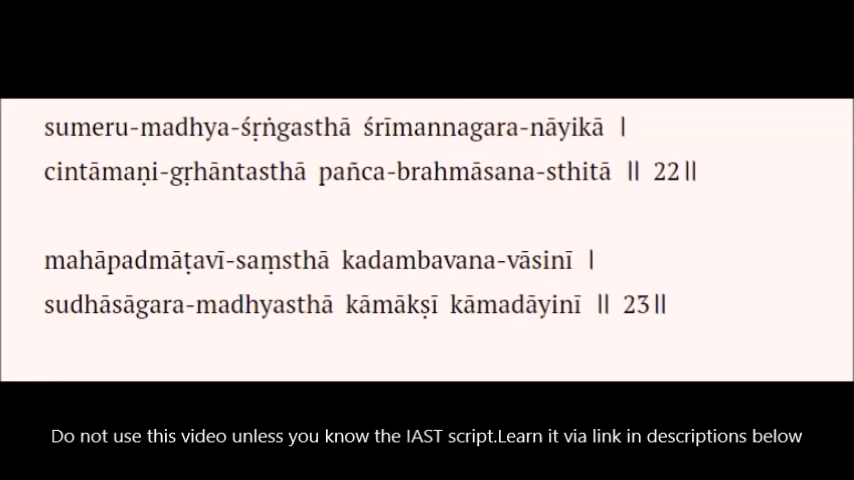 sumeru-madhya-śṛṅgasthā śrīmannagara-nāyikā |
cintāmaṇi-gṛhāntasthā pañca-brahmāsana-sthitā || 22||
mahāpadmāṭavī-saṃsthā kadambavana-vāsinī |
sudhāsāgara-madhyasthā kāmākṣī kāmadāyinī || 23||
Do not use this video unless you know the IAST script.Learn it via link in descriptions below